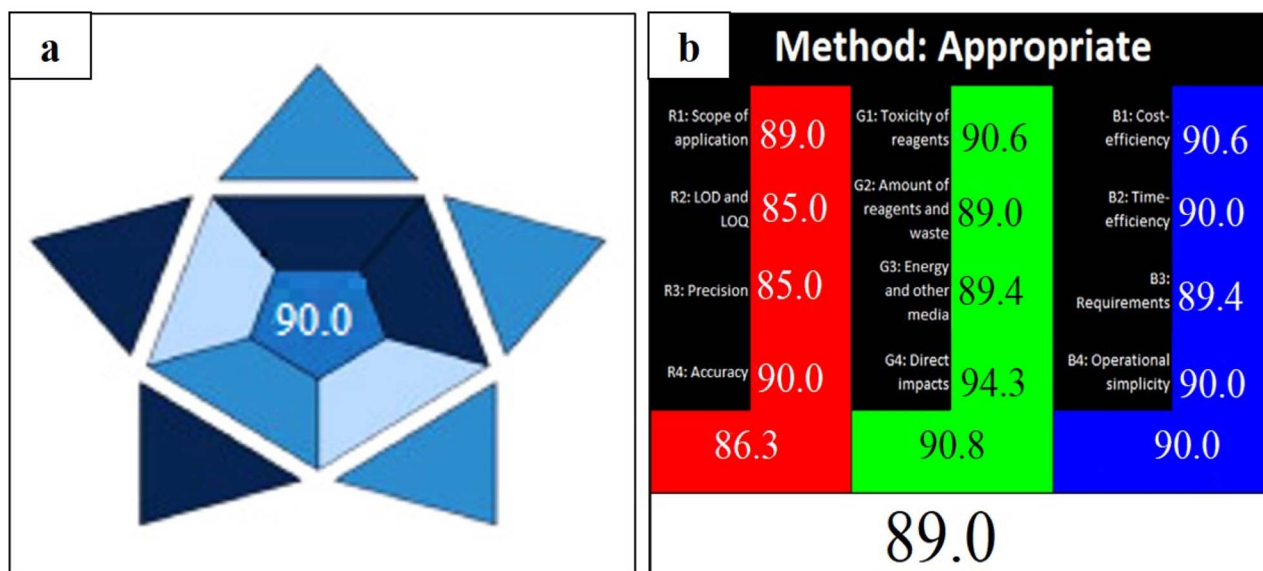 a
90.0
b
Method: Appropriate
R1: Scope of
application
89.0
G1: Toxicity of
reagents
90.6
B1: Cost-
efficiency
90.6
R2: LOD and
LOQ
85.0
G2: Amount of
reagents and
waste
89.0
B2: Time-
efficiency
90.0
R3: Precision
85.0
G3: Energy
and other
media
89.4
B3:
Requirements
89.4
R4: Accuracy
90.0
G4: Direct
impacts
94.3
B4: Operational
simplicity
90.0
86.3
90.8
90.0
89.0